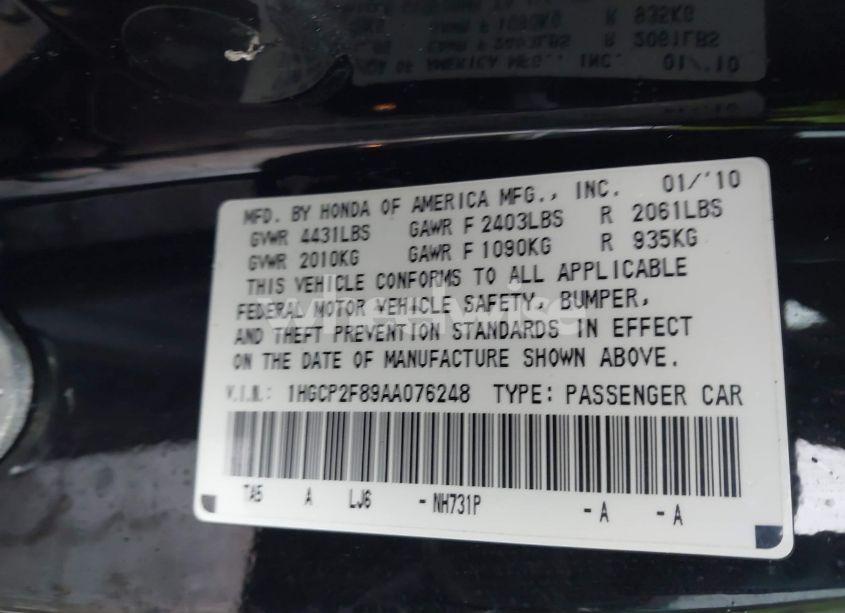 MFD. BY HONDA OF AMERICA MFG., INC. 01/'10
GVWR 4431LBS GAWR F 2403LBS R 2061LBS
GVWR 2010KG GAWR F 1090KG R 935KG
THIS VEHICLE CONFORMS TO ALL APPLICABLE
FEDERAL MOTOR VEHICLE SAFETY, BUMPER,
AND THEFT PREVENTION STANDARDS IN EFFECT
ON THE DATE OF MANUFACTURE SHOWN ABOVE.
V.I.N.: 1HGCP2F89AA076248 TYPE: PASSENGER CAR
TA5 A LJ6 - NH731P - A - A